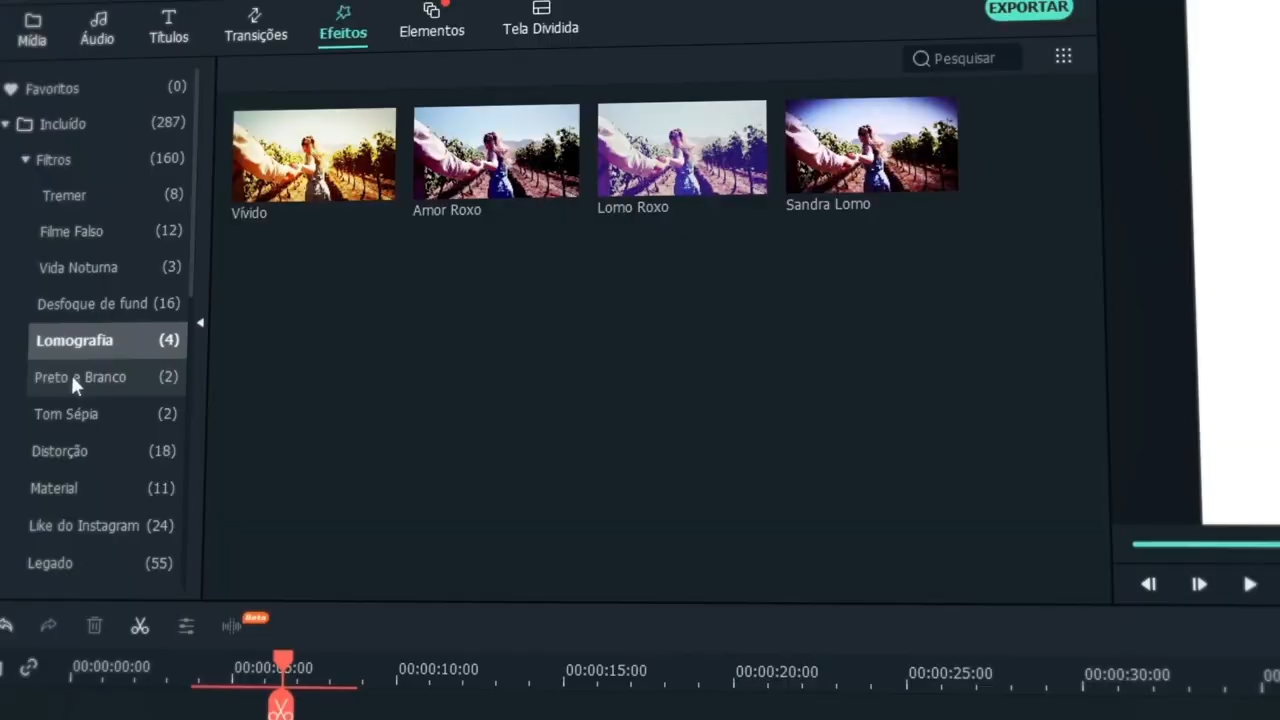 Mídia
Áudio
Títulos
Transições
Efeitos
Elementos
Tela Dividida
EXPORTAR
Pesquisar
Favoritos (0)
Incluído (287)
Filtros (160)
Tremer (8)
Filme Falso (12)
Vida Noturna (3)
Desfoque de fund (16)
Lomografia (4)
Preto e Branco (2)
Tom Sépia (2)
Distorção (18)
Material (11)
Like do Instagram (24)
Legado (55)
Vívido
Amor Roxo
Lomo Roxo
Sandra Lomo
Beta
00:00:00:00
00:00:05:00
00:00:10:00
00:00:15:00
00:00:20:00
00:00:25:00
00:00:30:00